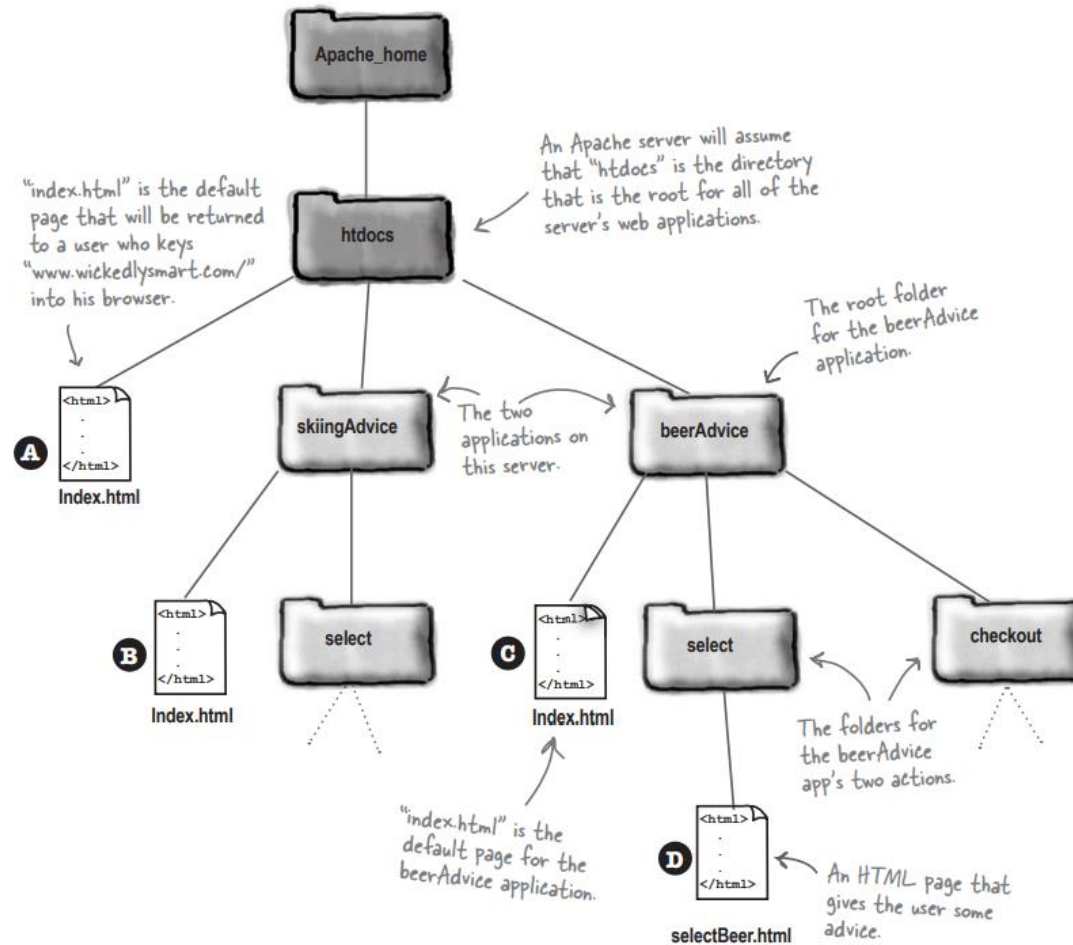 Apache_home
An Apache server will assume
that "htdocs" is the directory
that is the root for all of the
server's web applications.
"index.html" is the default
page that will be returned
to a user who keys
"www.wickedlysmart.com/"
into his browser.
htdocs
The root folder
for the beerAdvice
application.
<html>
.
.
.
</html>
A
Index.html
skiingAdvice
The two
applications on
this server.
beerAdvice
<html>
.
.
.
</html>
B
Index.html
select
<html>
.
.
.
</html>
C
Index.html
select
checkout
The folders for
the beerAdvice
app's two actions.
"index.html" is the
default page for the
beerAdvice application.
<html>
.
.
.
</html>
D
selectBeer.html
An HTML page that
gives the user some
advice.